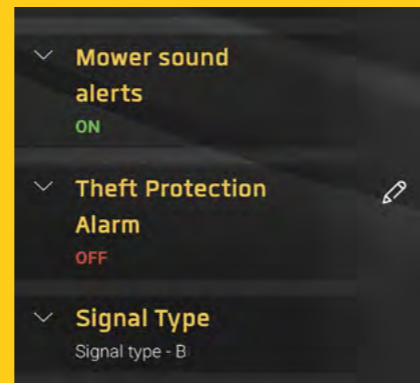 Mower sound
alerts
ON
Theft Protection
Alarm
OFF
Signal Type
Signal type - B